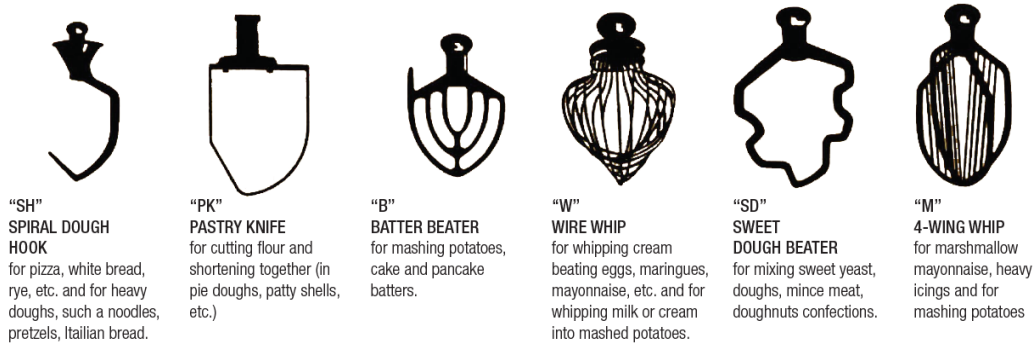 “SH”
SPIRAL DOUGH
HOOK
for pizza, white bread,
rye, etc. and for heavy
doughs, such a noodles,
pretzels, Itailian bread.
“PK”
PASTRY KNIFE
for cutting flour and
shortening together (in
pie doughs, patty shells,
etc.)
“B”
BATTER BEATER
for mashing potatoes,
cake and pancake
batters.
“W”
WIRE WHIP
for whipping cream
beating eggs, maringues,
mayonnaise, etc. and for
whipping milk or cream
into mashed potatoes.
“SD”
SWEET
DOUGH BEATER
for mixing sweet yeast,
doughs, mince meat,
doughnuts confections.
“M”
4-WING WHIP
for marshmallow
mayonnaise, heavy
icings and for
mashing potatoes